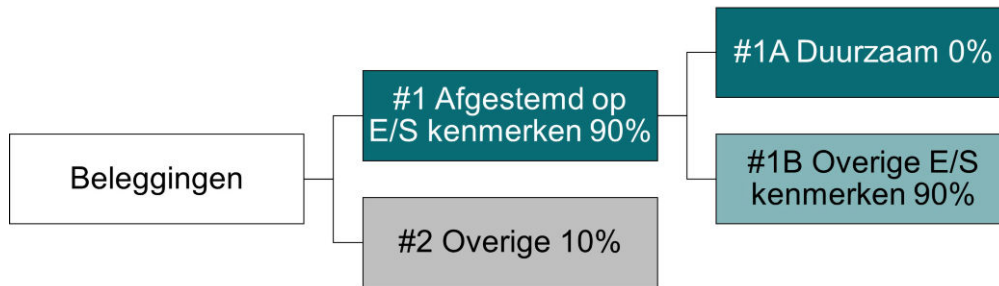 #1A Duurzaam 0%
#1 Afgestemd op
E/S kenmerken 90%
Beleggingen
#1B Overige E/S
kenmerken 90%
#2 Overige 10%